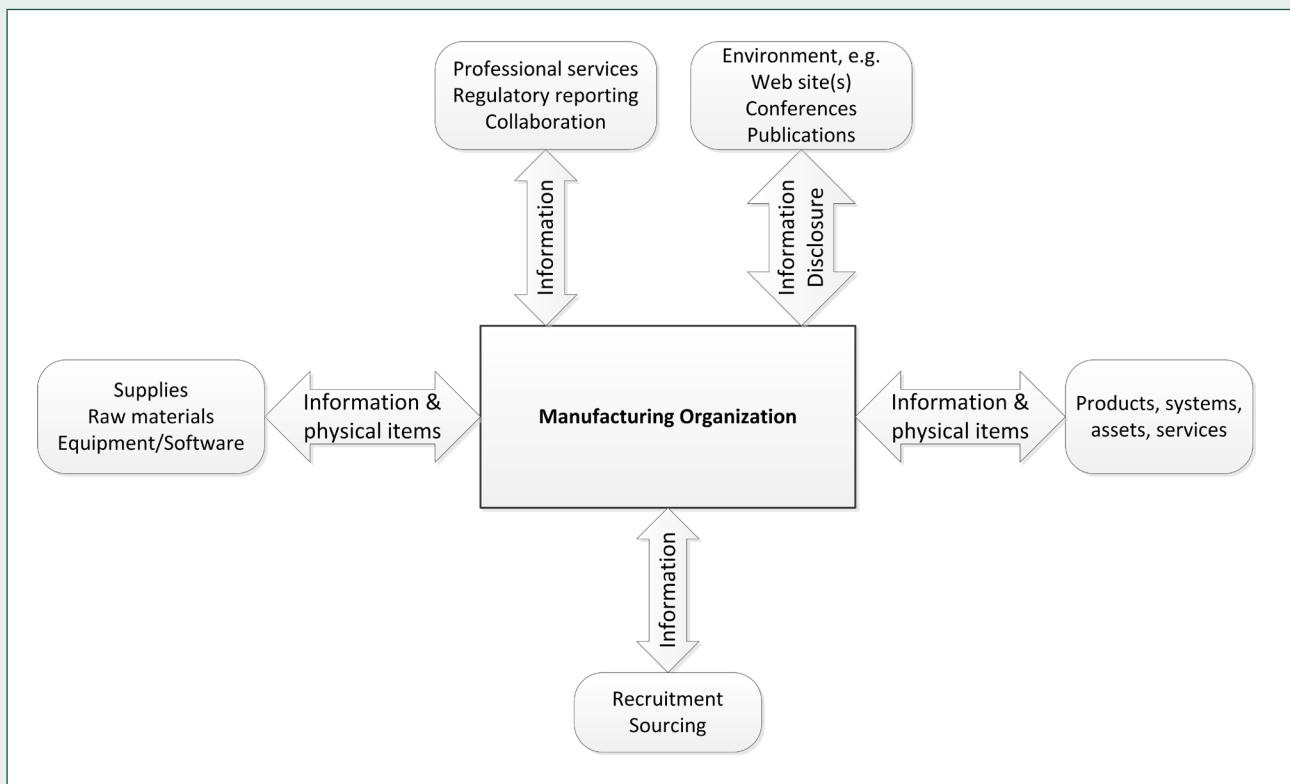 Professional services
Regulatory reporting
Collaboration
Environment, e.g.
Web site(s)
Conferences
Publications
Information
Information
Disclosure
Supplies
Raw materials
Equipment/Software
Information &
physical items
Manufacturing Organization
Information &
physical items
Products, systems,
assets, services
Information
Recruitment
Sourcing